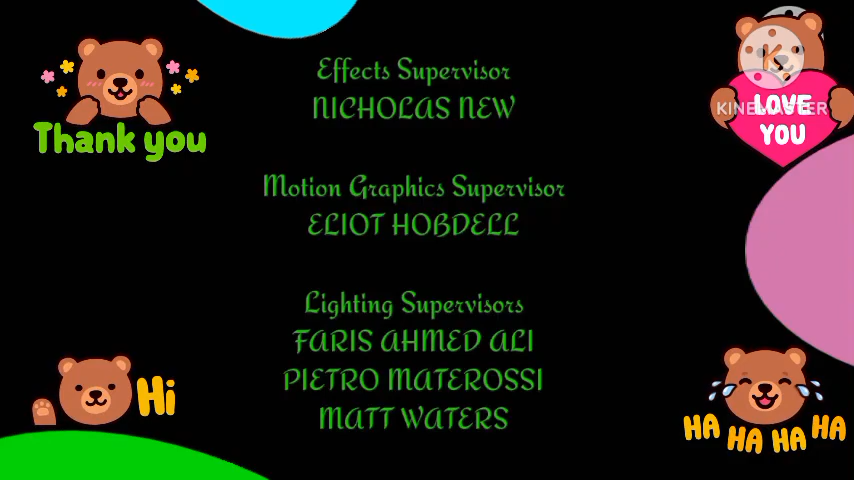 Effects Supervisor
NICHOLAS NEW
Thank you
LOVE
YOU
KINEMASTER
Motion Graphics Supervisor
ELIOT HOBDELL
Lighting Supervisors
FARIS AHMED ALI
PIETRO MATEROSSI
MATT WATERS
Hi
HA HA HA HA